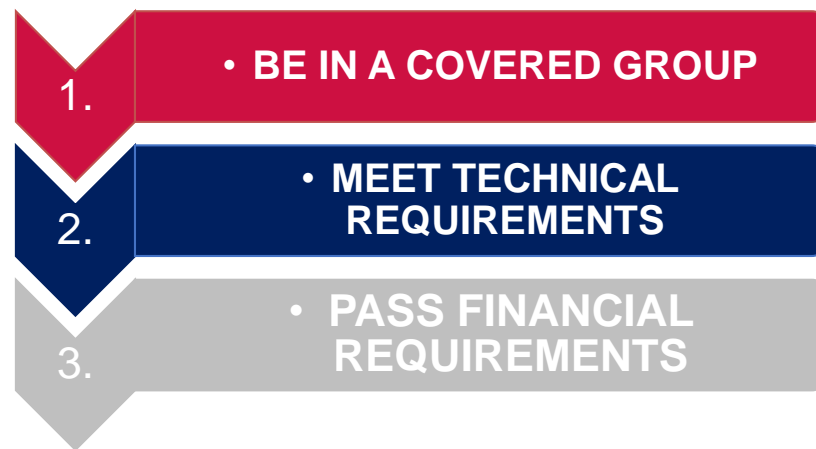 1.
• BE IN A COVERED GROUP
2.
• MEET TECHNICAL
REQUIREMENTS
3.
• PASS FINANCIAL
REQUIREMENTS